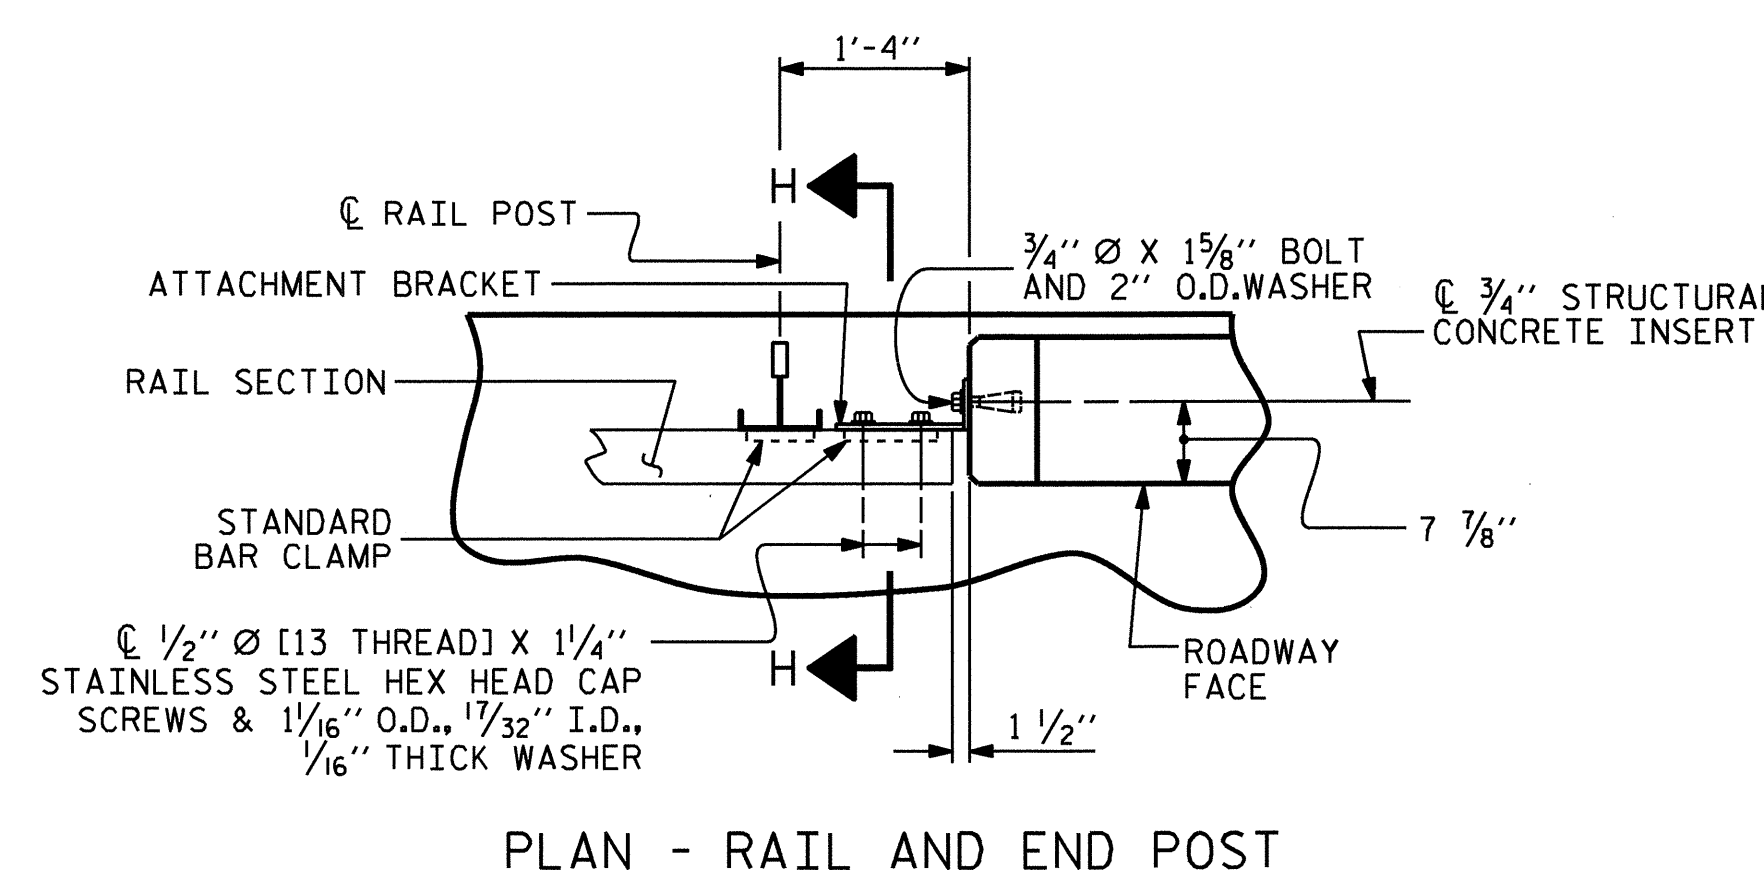 1'-4"
H
℄ RAIL POST
ATTACHMENT BRACKET
3/4" Ø X 1 5/8" BOLT
AND 2" O.D.WASHER
℄ 3/4" STRUCTURAL
CONCRETE INSERT
RAIL SECTION
STANDARD
BAR CLAMP
7 7/8"
℄ 1/2" Ø [13 THREAD] X 1 1/4"
STAINLESS STEEL HEX HEAD CAP
SCREWS & 1 1/16" O.D., 17/32" I.D.,
1/16" THICK WASHER
H
ROADWAY
FACE
1 1/2"
PLAN - RAIL AND END POST